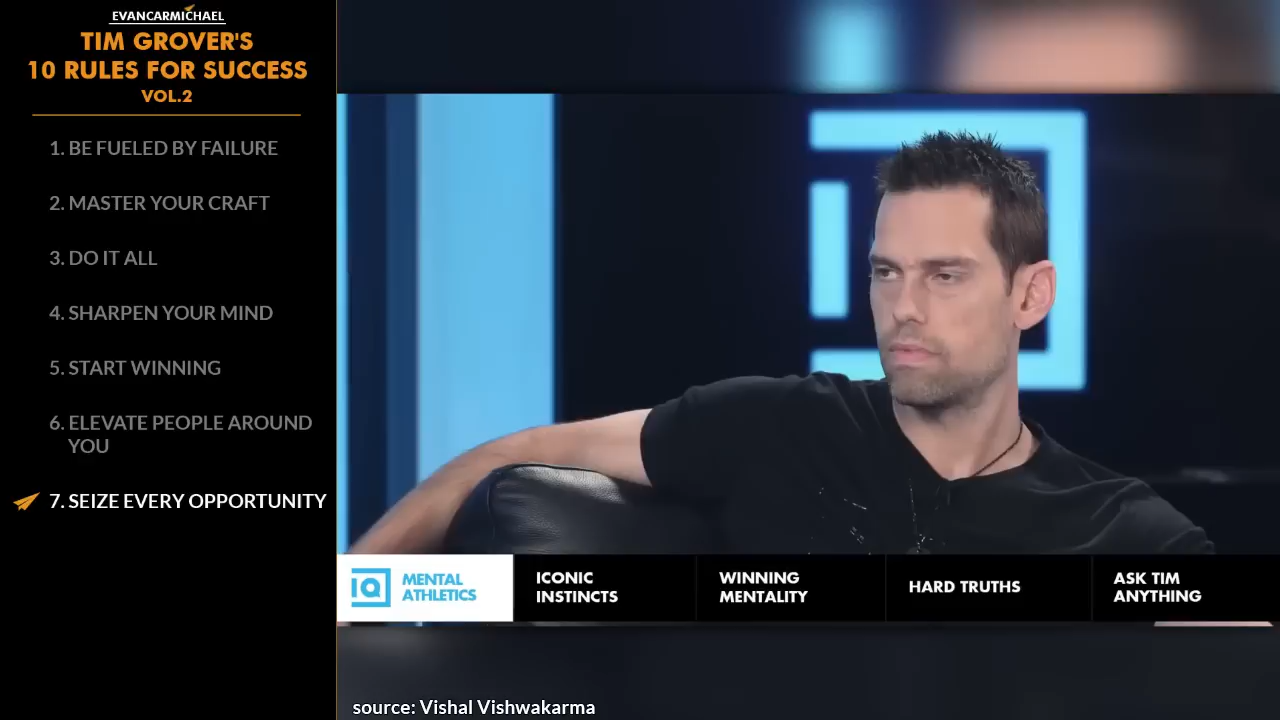 EVANCARMICHAEL
TIM GROVER'S
10 RULES FOR SUCCESS
VOL.2
1. BE FUELED BY FAILURE
2. MASTER YOUR CRAFT
3. DO IT ALL
4. SHARPEN YOUR MIND
5. START WINNING
6. ELEVATE PEOPLE AROUND
YOU
7. SEIZE EVERY OPPORTUNITY
IQ
MENTAL
ATHLETICS
ICONIC
INSTINCTS
WINNING
MENTALITY
HARD TRUTHS
ASK TIM
ANYTHING
source: Vishal Vishwakarma